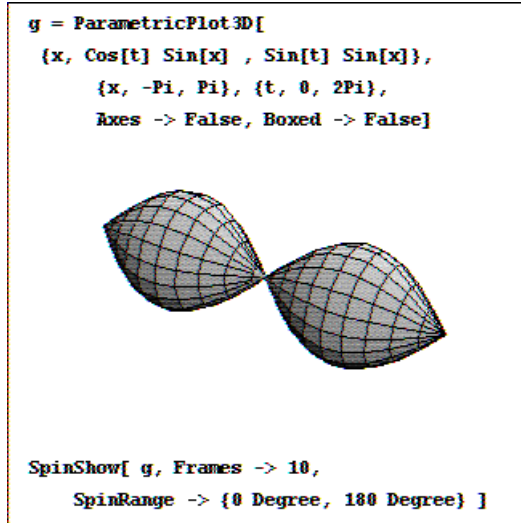 g = ParametricPlot3D[
{x, Cos[t] Sin[x] , Sin[t] Sin[x]},
{x, -Pi, Pi}, {t, 0, 2Pi},
Axes -> False, Boxed -> False]
SpinShow[ g, Frames -> 10,
SpinRange -> {0 Degree, 180 Degree} ]